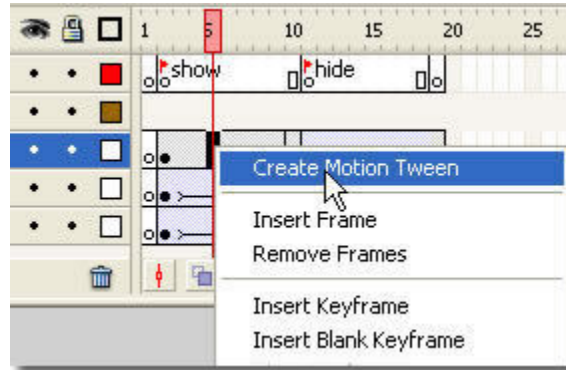 1 5 10 15 20 25
show hide
Create Motion Tween
Insert Frame
Remove Frames
Insert Keyframe
Insert Blank Keyframe